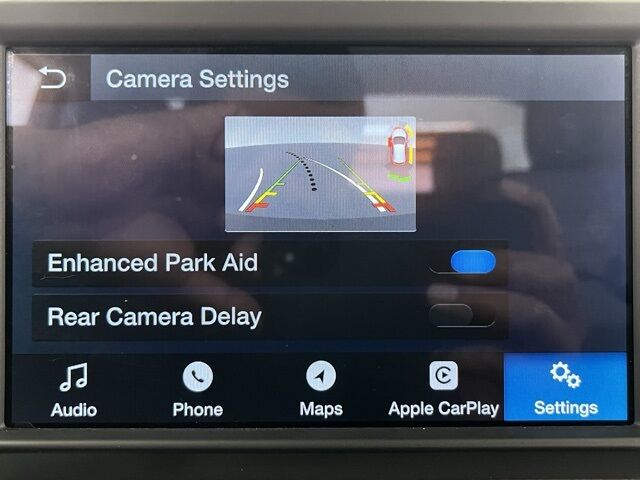 Camera Settings
Enhanced Park Aid
Rear Camera Delay
Audio
Phone
Maps
Apple CarPlay
Settings